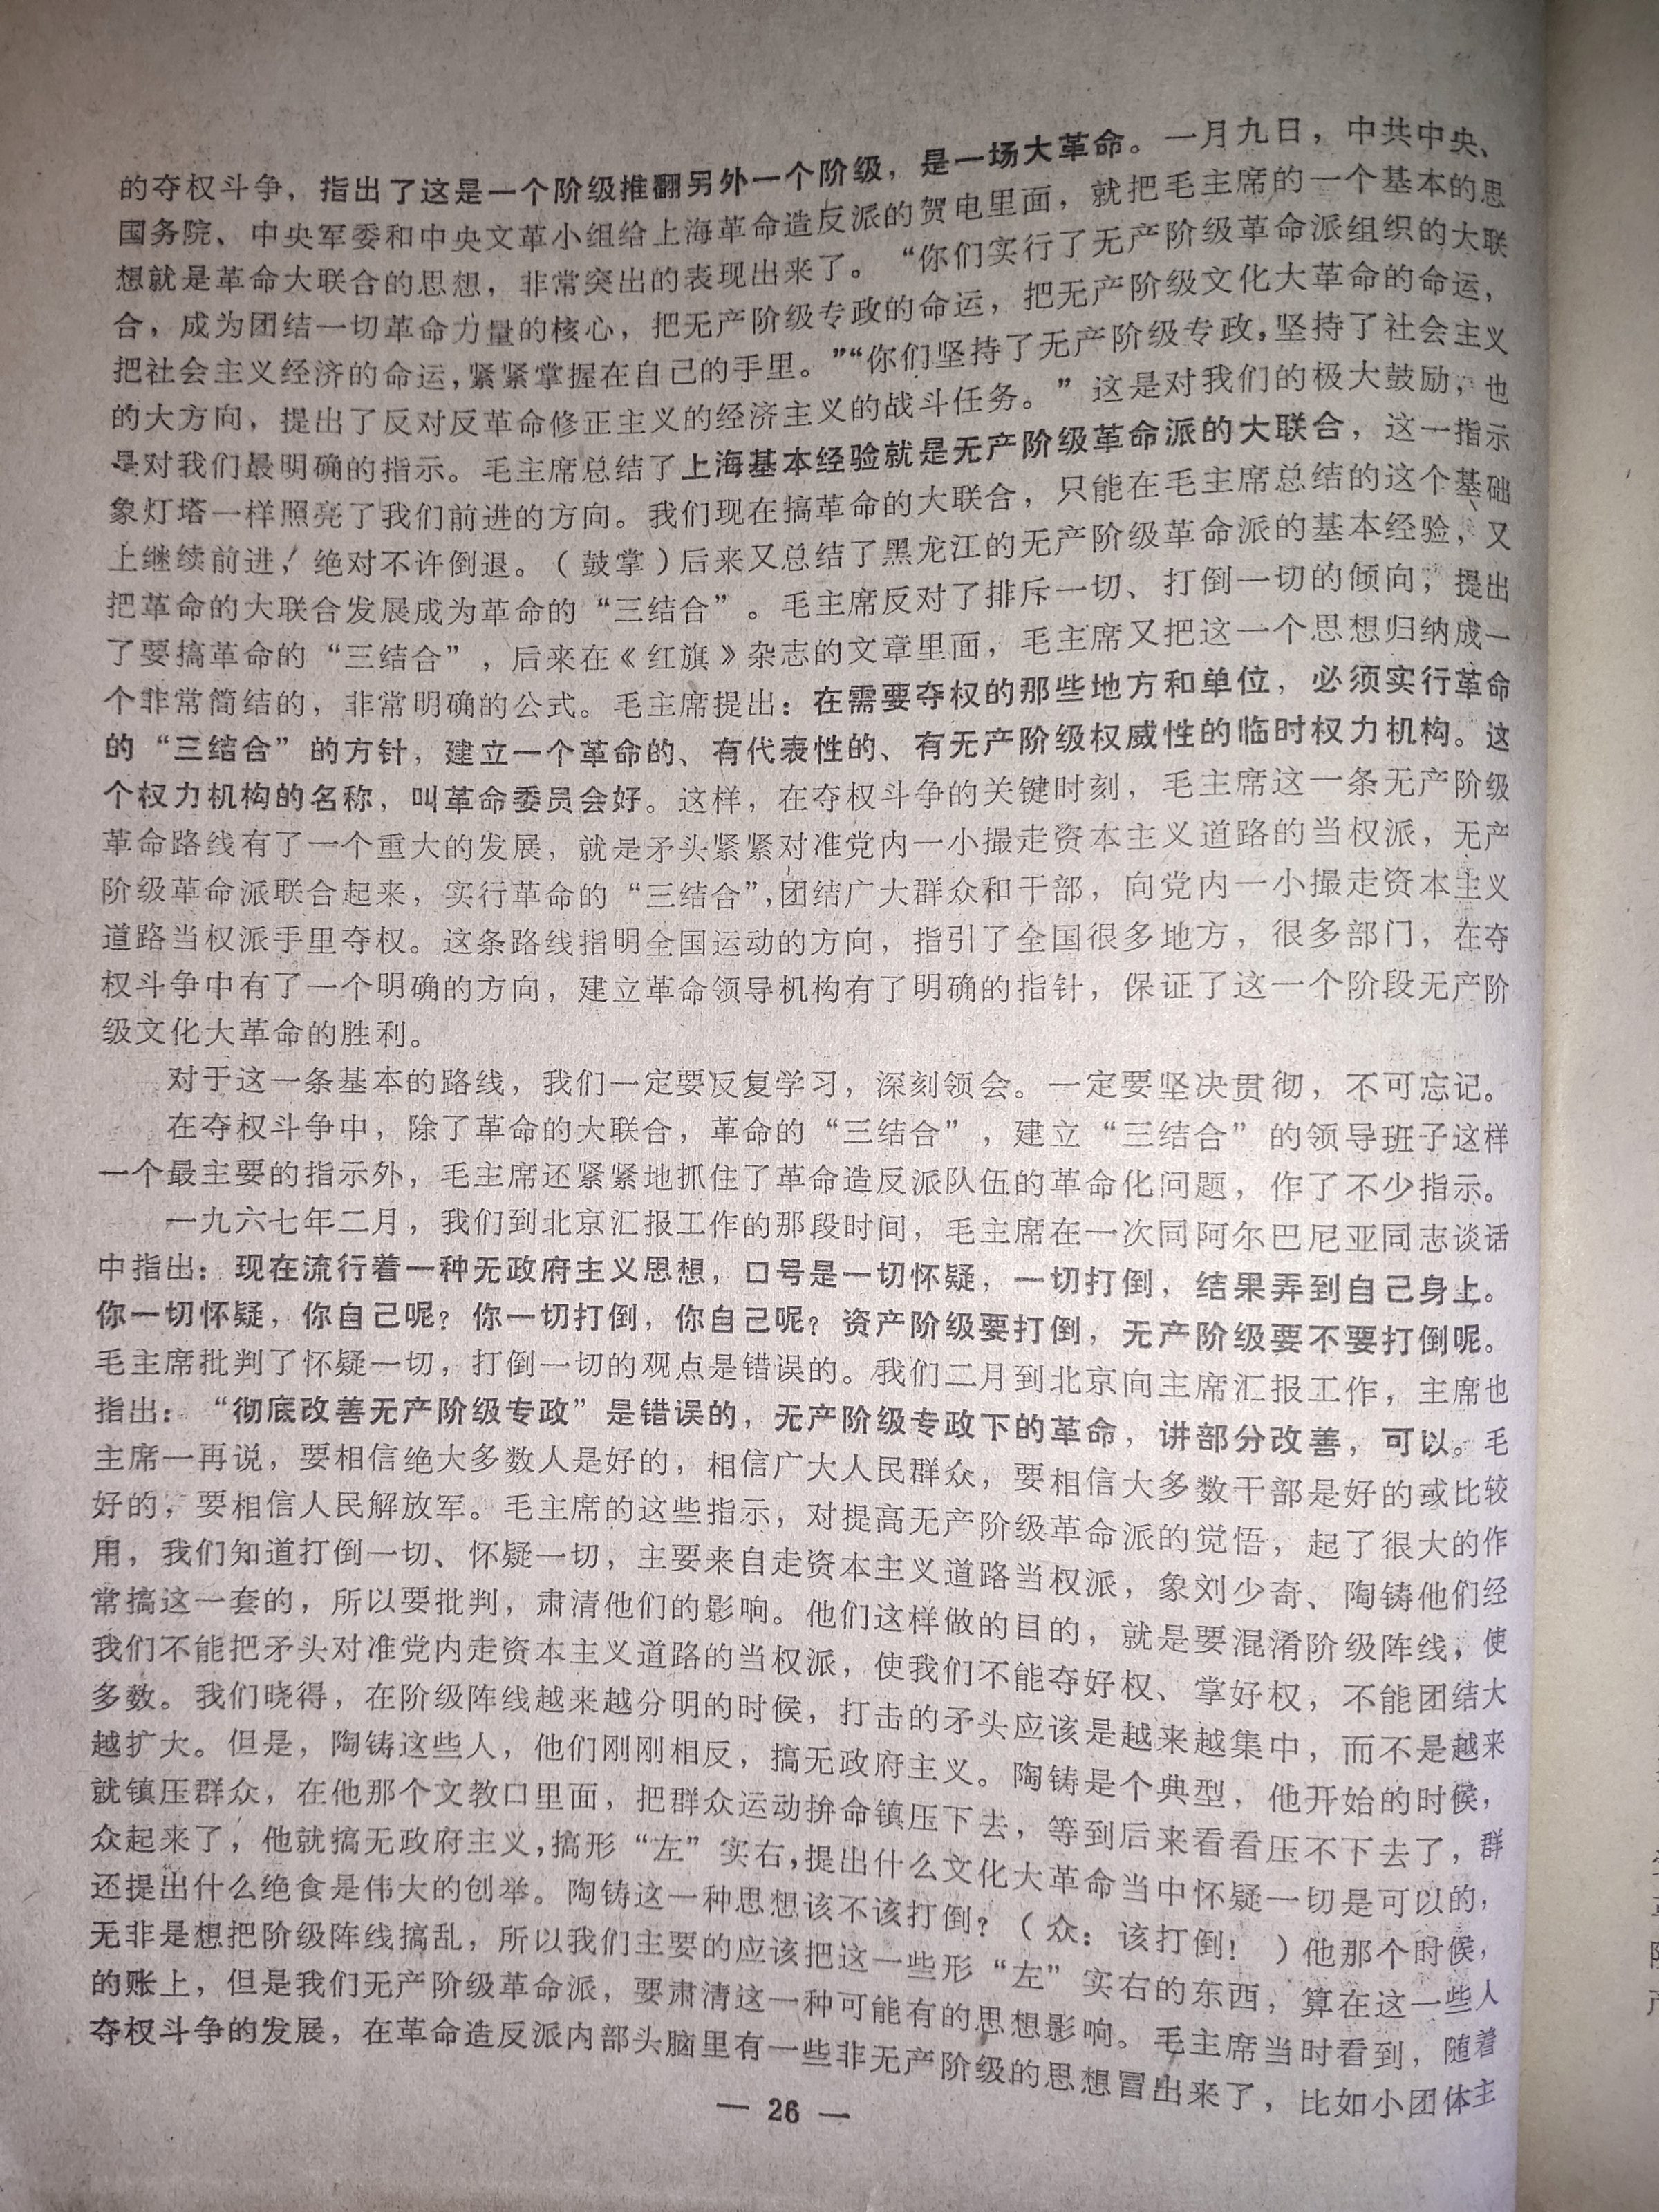 的夺权斗争，指出了这是一个阶级推翻另外一个阶级，是一场大革命。一月九日，中共中央、
国务院、中央军委和中央文革小组给上海革命造反派的贺电里面，就把毛主席的一个基本的思
想就是革命大联合的思想，非常突出的表现出来了。“你们实行了无产阶级革命派组织的大联
合，成为团结一切革命力量的核心，把无产阶级专政的命运，把无产阶级文化大革命的命运，
把社会主义经济的命运，紧紧掌握在自己的手里。”“你们坚持了无产阶级专政，坚持了社会主义
的大方向，提出了反对反革命修正主义的经济主义的战斗任务。”这是对我们的极大鼓励，也
是对我们最明确的指示。毛主席总结了上海基本经验就是无产阶级革命派的大联合，这一指示
象灯塔一样照亮了我们前进的方向。我们现在搞革命的大联合，只能在毛主席总结的这个基础
上继续前进！绝对不许倒退。（鼓掌）后来又总结了黑龙江的无产阶级革命派的基本经验，又
把革命的大联合发展成为革命的“三结合”。毛主席反对了排斥一切、打倒一切的倾向，提出
了要搞革命的“三结合”，后来在《红旗》杂志的文章里面，毛主席又把这一个思想归纳成一
个非常简结的，非常明确的公式。毛主席提出：在需要夺权的那些地方和单位，必须实行革命
的“三结合”的方针，建立一个革命的、有代表性的、有无产阶级权威性的临时权力机构。这
个权力机构的名称，叫革命委员会好。这样，在夺权斗争的关键时刻，毛主席这一条无产阶级
革命路线有了一个重大的发展，就是矛头紧紧对准党内一小撮走资本主义道路的当权派，无产
阶级革命派联合起来，实行革命的“三结合”，团结广大群众和干部，向党内一小撮走资本主义
道路当权派手里夺权。这条路线指明全国运动的方向，指引了全国很多地方，很多部门，在夺
权斗争中有了一个明确的方向，建立革命领导机构有了明确的指针，保证了这一个阶段无产阶
级文化大革命的胜利。
对于这一条基本的路线，我们一定要反复学习，深刻领会。一定要坚决贯彻，不可忘记。
在夺权斗争中，除了革命的大联合，革命的“三结合”，建立“三结合”的领导班子这样
一个最主要的指示外，毛主席还紧紧地抓住了革命造反派队伍的革命化问题，作了不少指示。
一九六七年二月，我们到北京汇报工作的那段时间，毛主席在一次同阿尔巴尼亚同志谈话
中指出：现在流行着一种无政府主义思想，口号是一切怀疑，一切打倒，结果弄到自己身上。
你一切怀疑，你自己呢？你一切打倒，你自己呢？资产阶级要打倒，无产阶级要不要打倒呢。
毛主席批判了怀疑一切，打倒一切的观点是错误的。我们二月到北京向主席汇报工作，主席也
指出：“彻底改善无产阶级专政”是错误的，无产阶级专政下的革命，讲部分改善，可以。毛
主席一再说，要相信绝大多数人是好的，相信广大人民群众，要相信大多数干部是好的或比较
好的，要相信人民解放军。毛主席的这些指示，对提高无产阶级革命派的觉悟，起了很大的作
用，我们知道打倒一切、怀疑一切，主要来自走资本主义道路当权派，象刘少奇、陶铸他们经
常搞这一套的，所以要批判，肃清他们的影响。他们这样做的目的，就是要混淆阶级阵线，使
我们不能把矛头对准党内走资本主义道路的当权派，使我们不能夺好权、掌好权，不能团结大
多数。我们晓得，在阶级阵线越来越分明的时候，打击的矛头应该是越来越集中，而不是越来
越扩大。但是，陶铸这些人，他们刚刚相反，搞无政府主义。陶铸是个典型，他开始的时候，
就镇压群众，在他那个文教口里面，把群众运动拚命镇压下去，等到后来看看压不下去了，群
众起来了，他就搞无政府主义，搞形“左”实右，提出什么文化大革命当中怀疑一切是可以的，
还提出什么绝食是伟大的创举。陶铸这一种思想该不该打倒？（众：该打倒！）他那个时候，
无非是想把阶级阵线搞乱，所以我们主要的应该把这一些形“左”实右的东西，算在这一些人
的账上，但是我们无产阶级革命派，要肃清这一种可能有的思想影响。毛主席当时看到，随着
夺权斗争的发展，在革命造反派内部头脑里有一些非无产阶级的思想冒出来了，比如小团体主
— 26 —